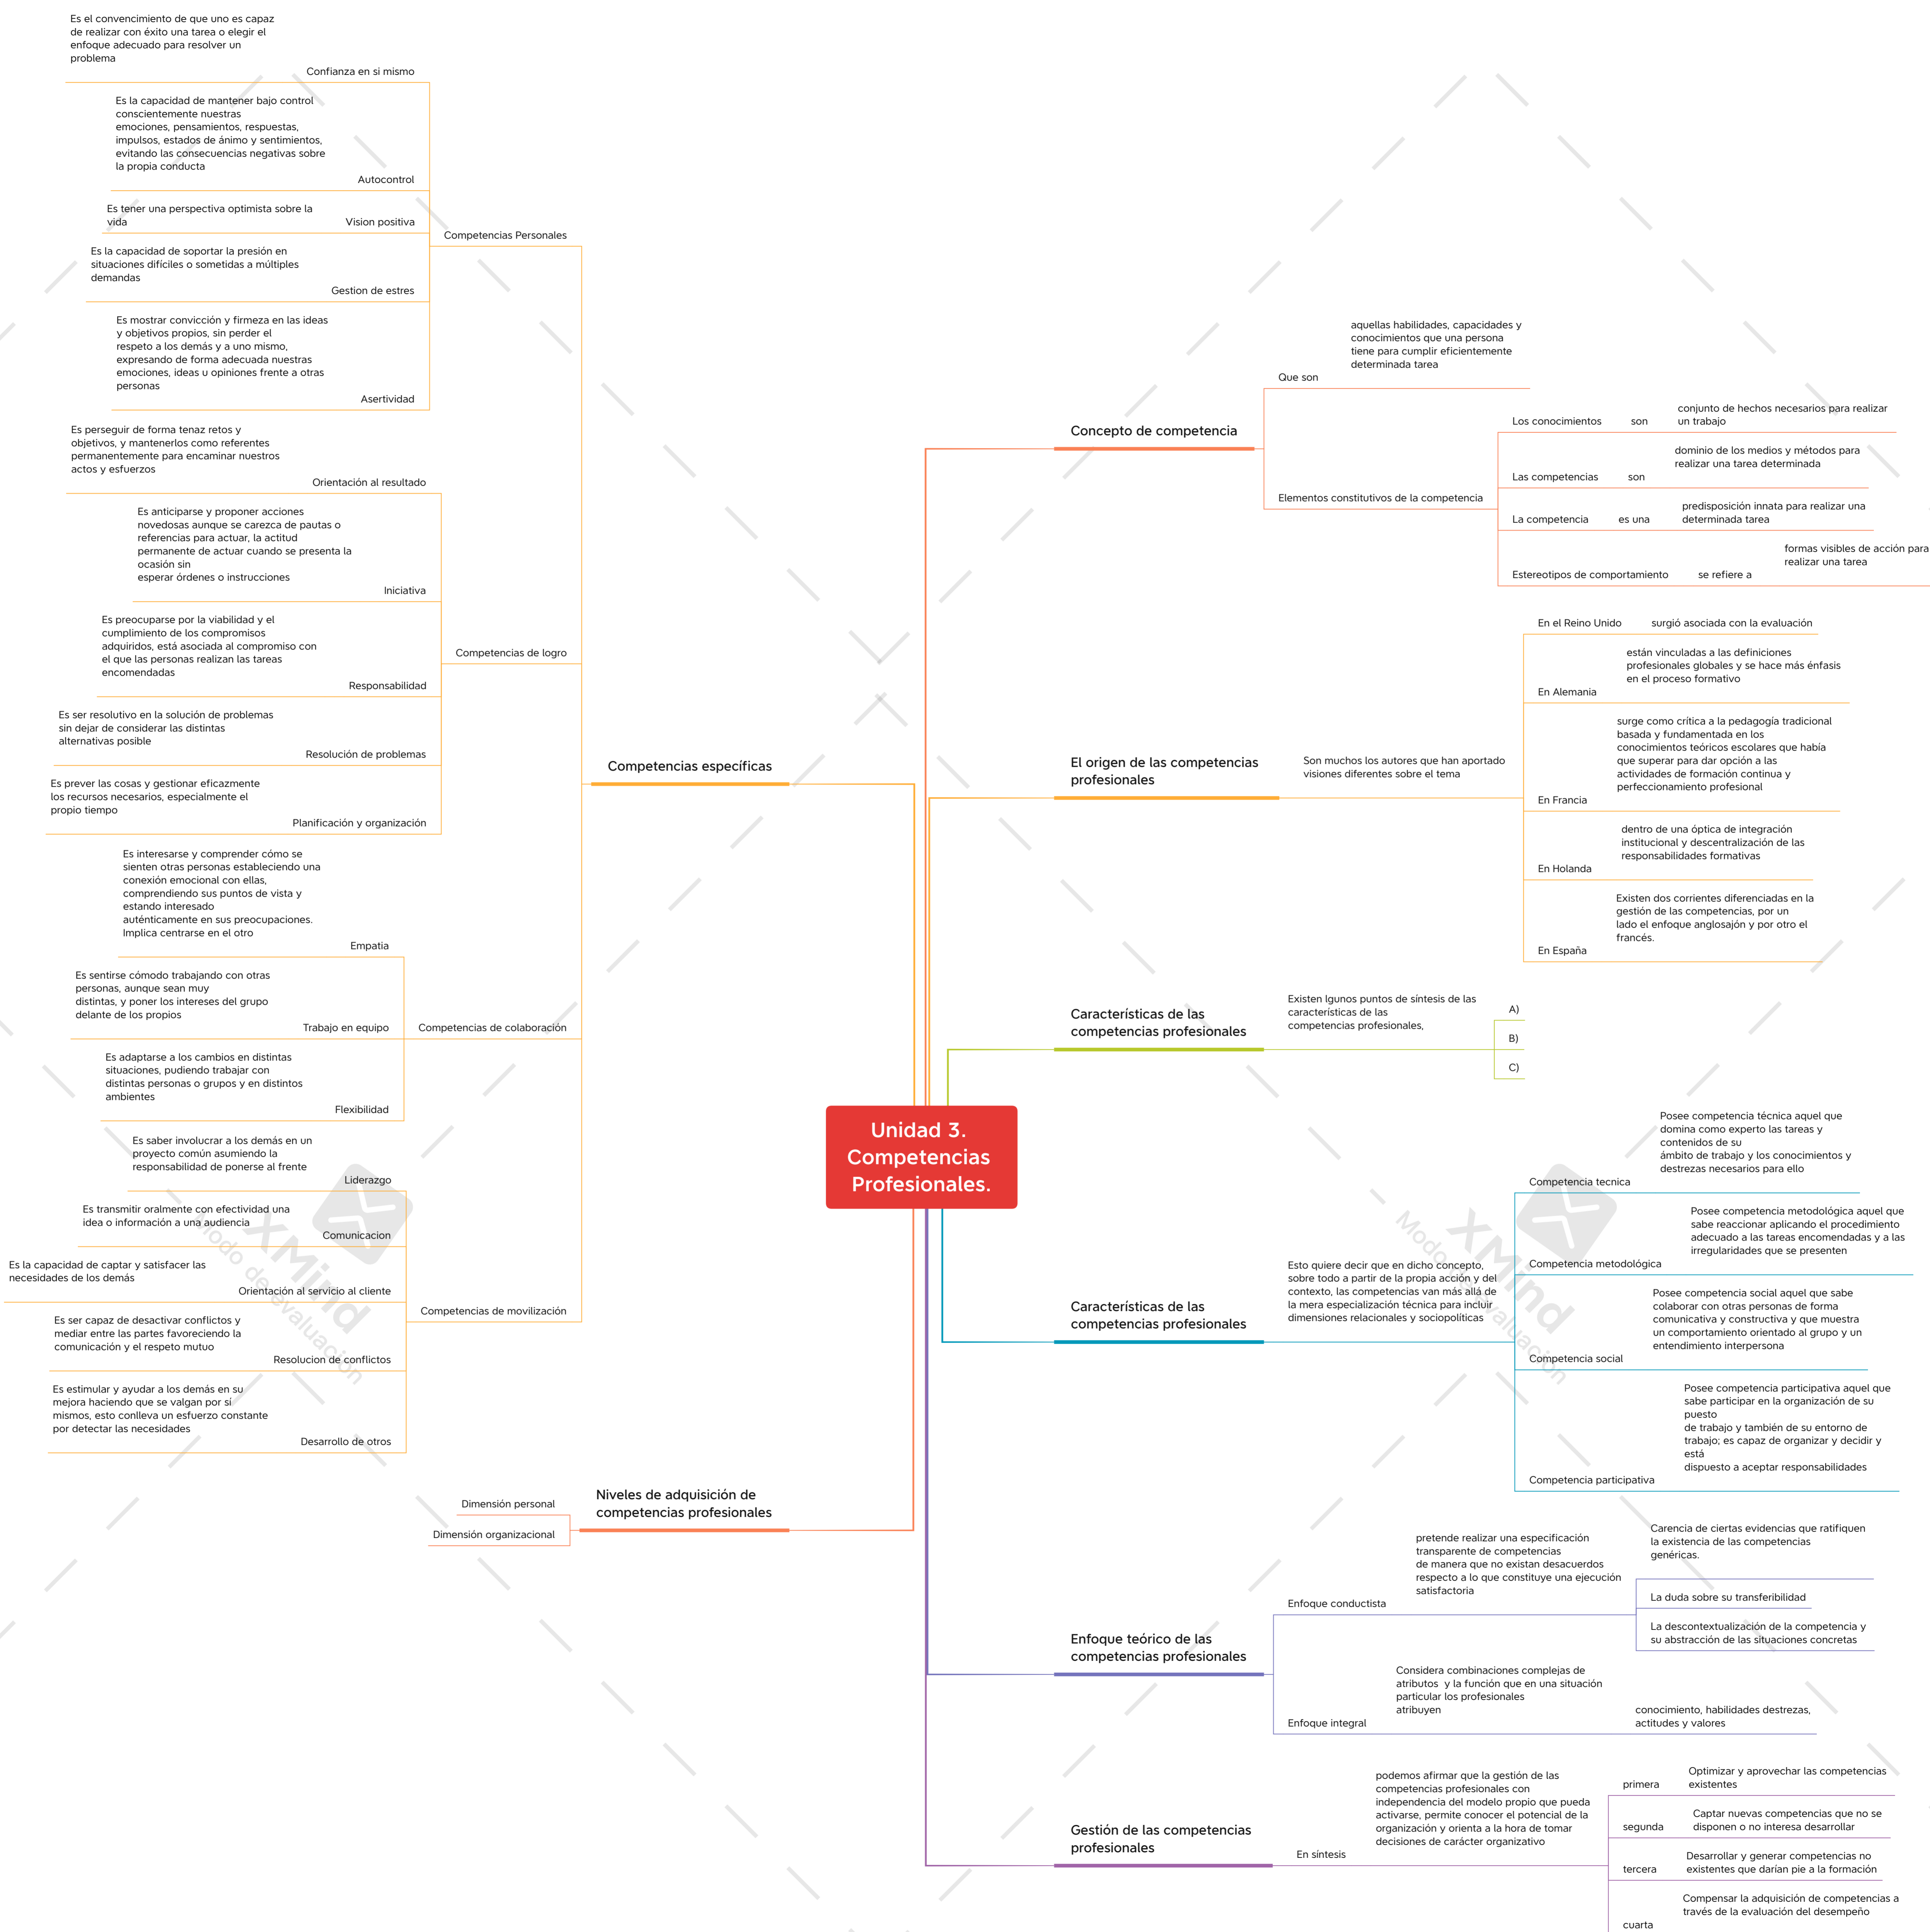 Unidad 3.
Competencias
Profesionales.
Concepto de competencia
Que son
aquellas habilidades, capacidades y
conocimientos que una persona
tiene para cumplir eficientemente
determinada tarea
Elementos constitutivos de la competencia
Los conocimientos
son
conjunto de hechos necesarios para realizar
un trabajo
Las competencias
son
dominio de los medios y métodos para
realizar una tarea determinada
La competencia
es una
predisposición innata para realizar una
determinada tarea
Estereotipos de comportamiento
se refiere a
formas visibles de acción para
realizar una tarea
El origen de las competencias
profesionales
Son muchos los autores que han aportado
visiones diferentes sobre el tema
En el Reino Unido
surgió asociada con la evaluación
En Alemania
están vinculadas a las definiciones
profesionales globales y se hace más énfasis
en el proceso formativo
En Francia
surge como crítica a la pedagogía tradicional
basada y fundamentada en los
conocimientos teóricos escolares que había
que superar para dar opción a las
actividades de formación continua y
perfeccionamiento profesional
En Holanda
dentro de una óptica de integración
institucional y descentralización de las
responsabilidades formativas
En España
Existen dos corrientes diferenciadas en la
gestión de las competencias, por un
lado el enfoque anglosajón y por otro el
francés.
Características de las
competencias profesionales
Existen lgunos puntos de síntesis de las
características de las
competencias profesionales,
A)
B)
C)
Características de las
competencias profesionales
Esto quiere decir que en dicho concepto,
sobre todo a partir de la propia acción y del
contexto, las competencias van más allá de
la mera especialización técnica para incluir
dimensiones relacionales y sociopolíticas
Competencia tecnica
Posee competencia técnica aquel que
domina como experto las tareas y
contenidos de su
ámbito de trabajo y los conocimientos y
destrezas necesarios para ello
Competencia metodológica
Posee competencia metodológica aquel que
sabe reaccionar aplicando el procedimiento
adecuado a las tareas encomendadas y a las
irregularidades que se presenten
Competencia social
Posee competencia social aquel que sabe
colaborar con otras personas de forma
comunicativa y constructiva y que muestra
un comportamiento orientado al grupo y un
entendimiento interpersona
Competencia participativa
Posee competencia participativa aquel que
sabe participar en la organización de su
puesto
de trabajo y también de su entorno de
trabajo; es capaz de organizar y decidir y
está
dispuesto a aceptar responsabilidades
Enfoque teórico de las
competencias profesionales
Enfoque conductista
pretende realizar una especificación
transparente de competencias
de manera que no existan desacuerdos
respecto a lo que constituye una ejecución
satisfactoria
Carencia de ciertas evidencias que ratifiquen
la existencia de las competencias
genéricas.
La duda sobre su transferibilidad
La descontextualización de la competencia y
su abstracción de las situaciones concretas
Enfoque integral
Considera combinaciones complejas de
atributos y la función que en una situación
particular los profesionales
atribuyen
conocimiento, habilidades destrezas,
actitudes y valores
Gestión de las competencias
profesionales
En síntesis
podemos afirmar que la gestión de las
competencias profesionales con
independencia del modelo propio que pueda
activarse, permite conocer el potencial de la
organización y orienta a la hora de tomar
decisiones de carácter organizativo
primera
Optimizar y aprovechar las competencias
existentes
segunda
Captar nuevas competencias que no se
disponen o no interesa desarrollar
tercera
Desarrollar y generar competencias no
existentes que darían pie a la formación
cuarta
Compensar la adquisición de competencias a
través de la evaluación del desempeño
Competencias específicas
Competencias Personales
Confianza en si mismo
Es el convencimiento de que uno es capaz
de realizar con éxito una tarea o elegir el
enfoque adecuado para resolver un
problema
Autocontrol
Es la capacidad de mantener bajo control
conscientemente nuestras
emociones, pensamientos, respuestas,
impulsos, estados de ánimo y sentimientos,
evitando las consecuencias negativas sobre
la propia conducta
Vision positiva
Es tener una perspectiva optimista sobre la
vida
Gestion de estres
Es la capacidad de soportar la presión en
situaciones difíciles o sometidas a múltiples
demandas
Asertividad
Es mostrar convicción y firmeza en las ideas
y objetivos propios, sin perder el
respeto a los demás y a uno mismo,
expresando de forma adecuada nuestras
emociones, ideas u opiniones frente a otras
personas
Competencias de logro
Orientación al resultado
Es perseguir de forma tenaz retos y
objetivos, y mantenerlos como referentes
permanentemente para encaminar nuestros
actos y esfuerzos
Iniciativa
Es anticiparse y proponer acciones
novedosas aunque se carezca de pautas o
referencias para actuar, la actitud
permanente de actuar cuando se presenta la
ocasión sin
esperar órdenes o instrucciones
Responsabilidad
Es preocuparse por la viabilidad y el
cumplimiento de los compromisos
adquiridos, está asociada al compromiso con
el que las personas realizan las tareas
encomendadas
Resolución de problemas
Es ser resolutivo en la solución de problemas
sin dejar de considerar las distintas
alternativas posible
Planificación y organización
Es prever las cosas y gestionar eficazmente
los recursos necesarios, especialmente el
propio tiempo
Competencias de colaboración
Empatia
Es interesarse y comprender cómo se
sienten otras personas estableciendo una
conexión emocional con ellas,
comprendiendo sus puntos de vista y
estando interesado
auténticamente en sus preocupaciones.
Implica centrarse en el otro
Trabajo en equipo
Es sentirse cómodo trabajando con otras
personas, aunque sean muy
distintas, y poner los intereses del grupo
delante de los propios
Flexibilidad
Es adaptarse a los cambios en distintas
situaciones, pudiendo trabajar con
distintas personas o grupos y en distintos
ambientes
Competencias de movilización
Liderazgo
Es saber involucrar a los demás en un
proyecto común asumiendo la
responsabilidad de ponerse al frente
Comunicacion
Es transmitir oralmente con efectividad una
idea o información a una audiencia
Orientación al servicio al cliente
Es la capacidad de captar y satisfacer las
necesidades de los demás
Resolucion de conflictos
Es ser capaz de desactivar conflictos y
mediar entre las partes favoreciendo la
comunicación y el respeto mutuo
Desarrollo de otros
Es estimular y ayudar a los demás en su
mejora haciendo que se valgan por sí
mismos, esto conlleva un esfuerzo constante
por detectar las necesidades
Niveles de adquisición de
competencias profesionales
Dimensión personal
Dimensión organizacional
XMind
Modo de evaluación
XMind
Modo de evaluación